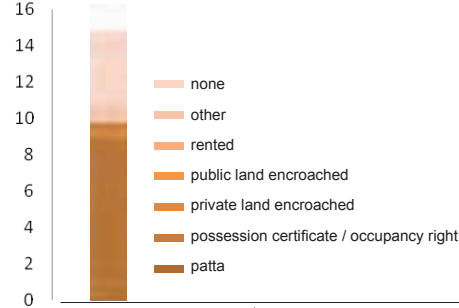 16
14
12
10
8
6
4
2
0
none
other
rented
public land encroached
private land encroached
possession certificate / occupancy right
patta